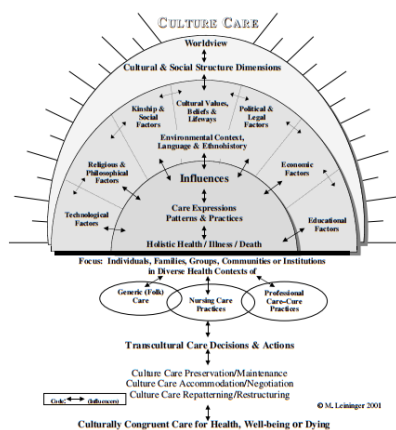 CULTURE CARE
Worldview
Cultural & Social Structure Dimensions
Kinship &
Social
Factors
Cultural Values,
Beliefs &
Lifeways
Political &
Legal
Factors
Environmental Context,
Language & Ethnohistory
Religious &
Philosophical
Factors
Economic
Factors
Influences
Care Expressions
Patterns & Practices
Technological
Factors
Educational
Factors
Holistic Health / Illness / Death
Focus: Individuals, Families, Groups, Communities or Institutions
in Diverse Health Contexts of
Generic (Folk)
Care
Nursing Care
Practices
Professional
Care–Cure
Practices
Transcultural Care Decisions & Actions
Culture Care Preservation/Maintenance
Culture Care Accommodation/Negotiation
Culture Care Repatterning/Restructuring
Code: (Influencers)
© M. Leininger 2001
Culturally Congruent Care for Health, Well-being or Dying